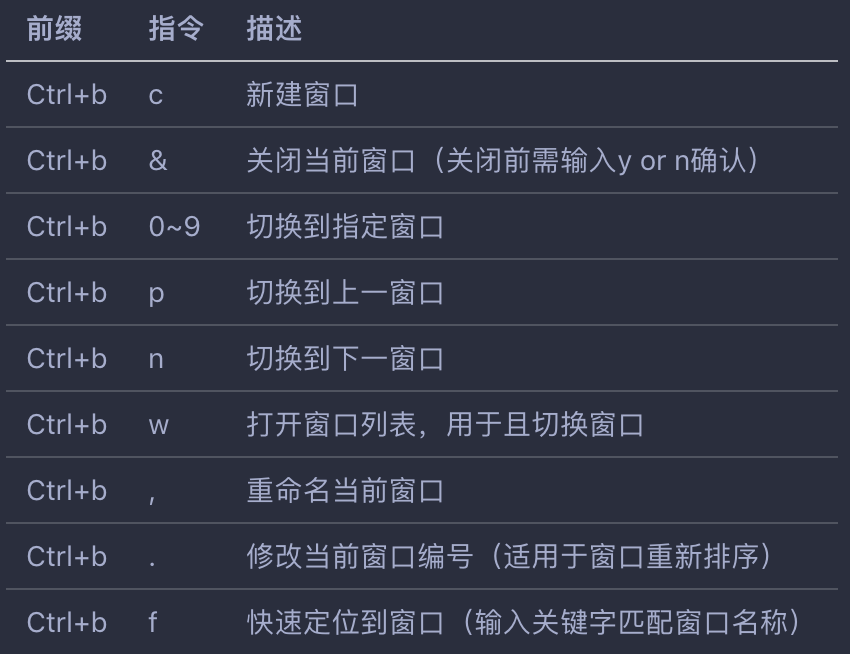 前缀 指令 描述
Ctrl+b c 新建窗口
Ctrl+b & 关闭当前窗口（关闭前需输入y or n确认）
Ctrl+b 0~9 切换到指定窗口
Ctrl+b p 切换到上一窗口
Ctrl+b n 切换到下一窗口
Ctrl+b w 打开窗口列表，用于且切换窗口
Ctrl+b , 重命名当前窗口
Ctrl+b . 修改当前窗口编号（适用于窗口重新排序）
Ctrl+b f 快速定位到窗口（输入关键字匹配窗口名称）